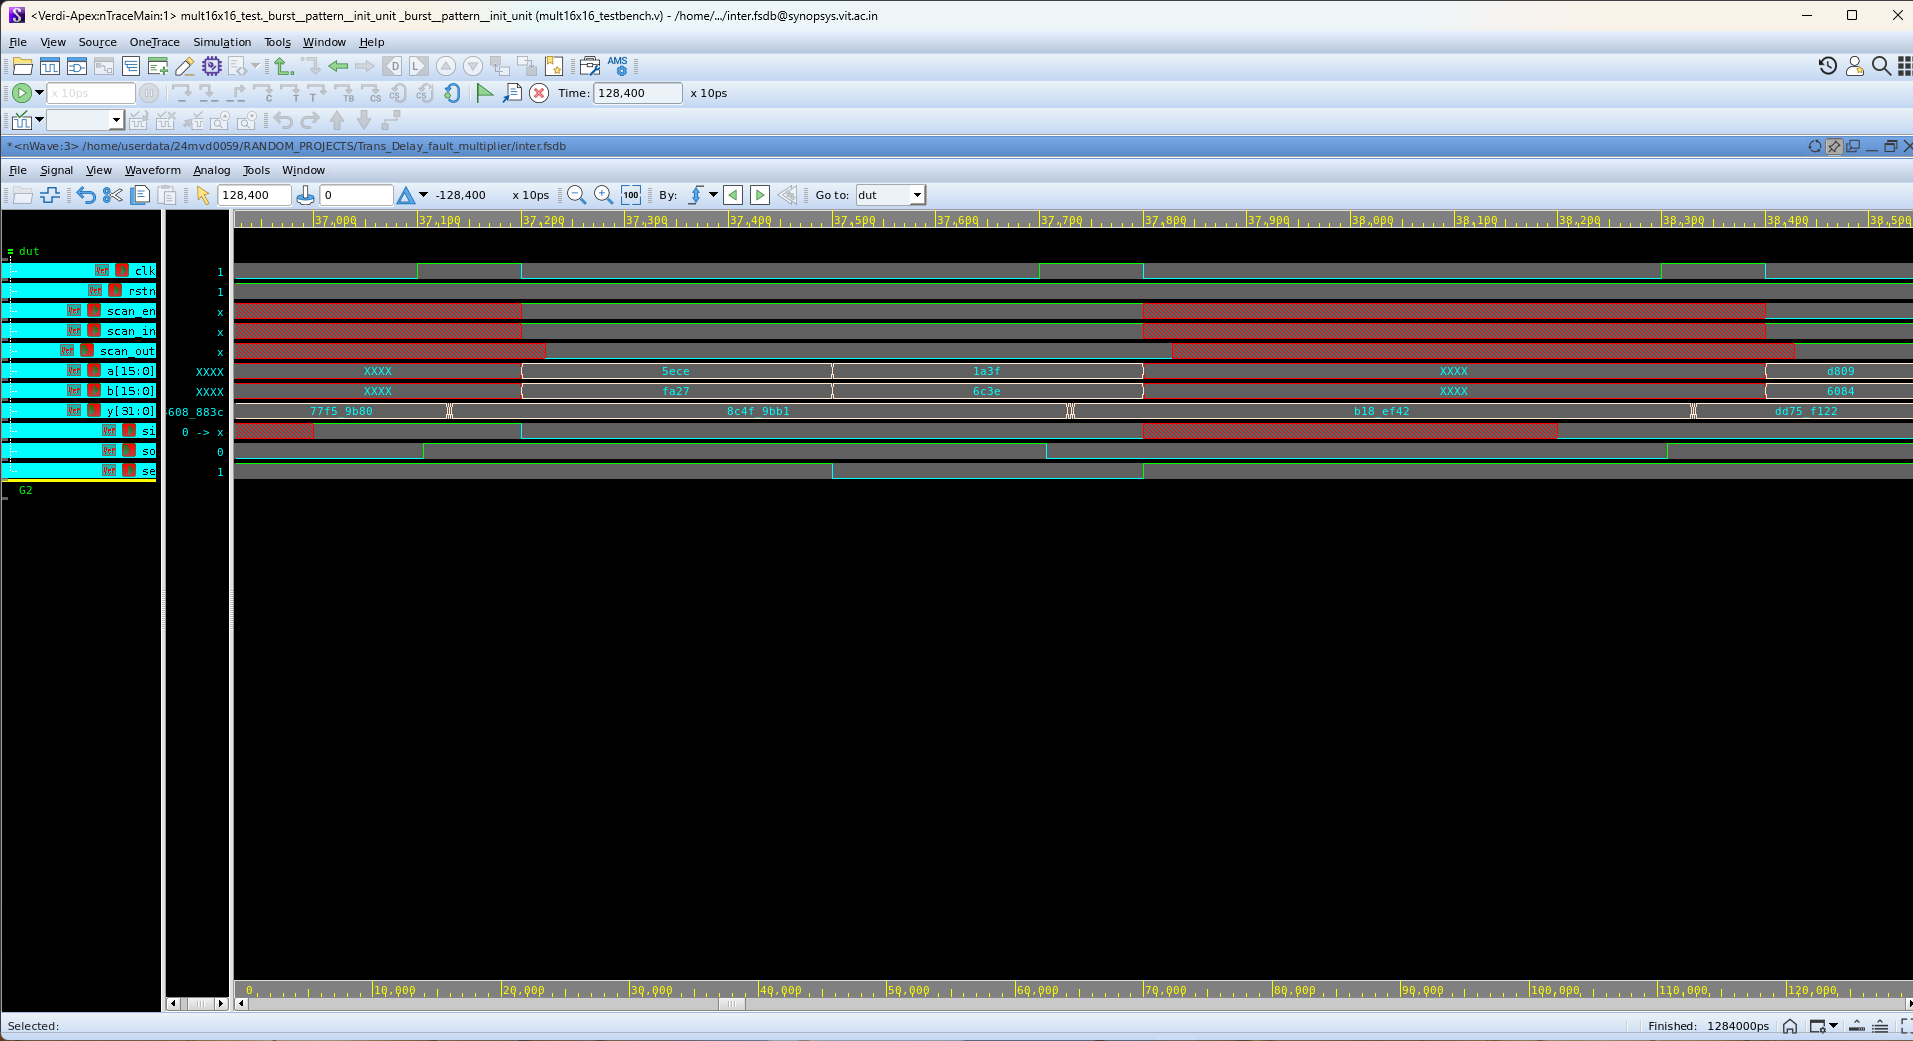 <Verdi-Apex:nTraceMain:1> mult16x16_test._burst__pattern__init_unit _burst__pattern__init_unit (mult16x16_testbench.v) - /home/.../inter.fsdb@synopsys.vit.ac.in
File View Source OneTrace Simulation Tools Window Help
AMS
x 10ps Time: 128,400 x 10ps
*<nWave:3> /home/userdata/24mvd0059/RANDOM_PROJECTS/Trans_Delay_fault_multiplier/inter.fsdb
File Signal View Waveform Analog Tools Window
128,400 0 -128,400 x 10ps 100 By: Go to: dut
37,000 37,100 37,200 37,300 37,400 37,500 37,600 37,700 37,800 37,900 38,000 38,100 38,200 38,300 38,400 38,500
dut
clk 1
rstn 1
scan_en x
scan_in x
scan_out x
a[15:0] XXXX XXXX 5ece 1a3f XXXX d809
b[15:0] XXXX XXXX fa27 6c3e XXXX 6084
y[31:0] 608_883c 77f5_9b80 8c4f_9bb1 b18_ef42 dd75_f122
si 0 -> x
so 0
se 1
G2
0 10,000 20,000 30,000 40,000 50,000 60,000 70,000 80,000 90,000 100,000 110,000 120,000
Selected: Finished: 1284000ps